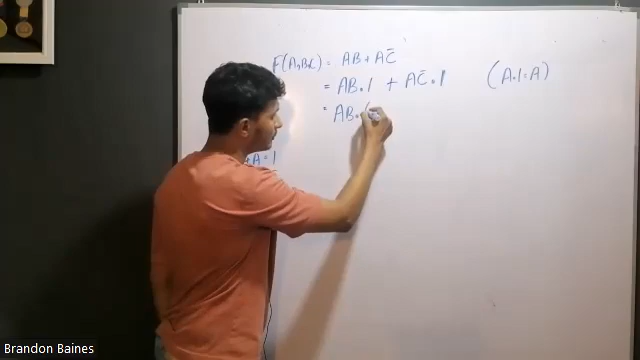 F(A,B,C) = AB + AC̄
= AB.1 + AC̄.1 (A.1=A)
= AB.(
+A=1
Brandon Baines